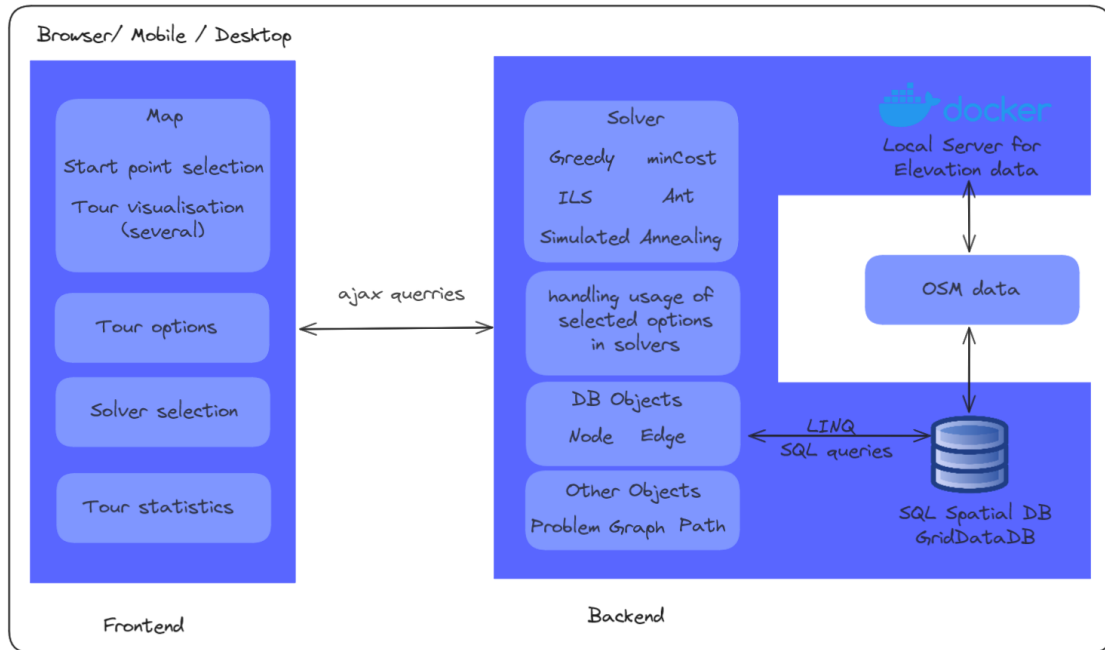 Browser/ Mobile / Desktop
Map
Start point selection
Tour visualisation
(several)
Tour options
Solver selection
Tour statistics
Frontend
ajax querries
Solver
Greedy minCost
ILS Ant
Simulated Annealing
handling usage of
selected options
in solvers
DB Objects
Node Edge
Other Objects
Problem Graph Path
Backend
LINQ
SQL queries
docker
Local Server for
Elevation data
OSM data
SQL Spatial DB
GridDataDB